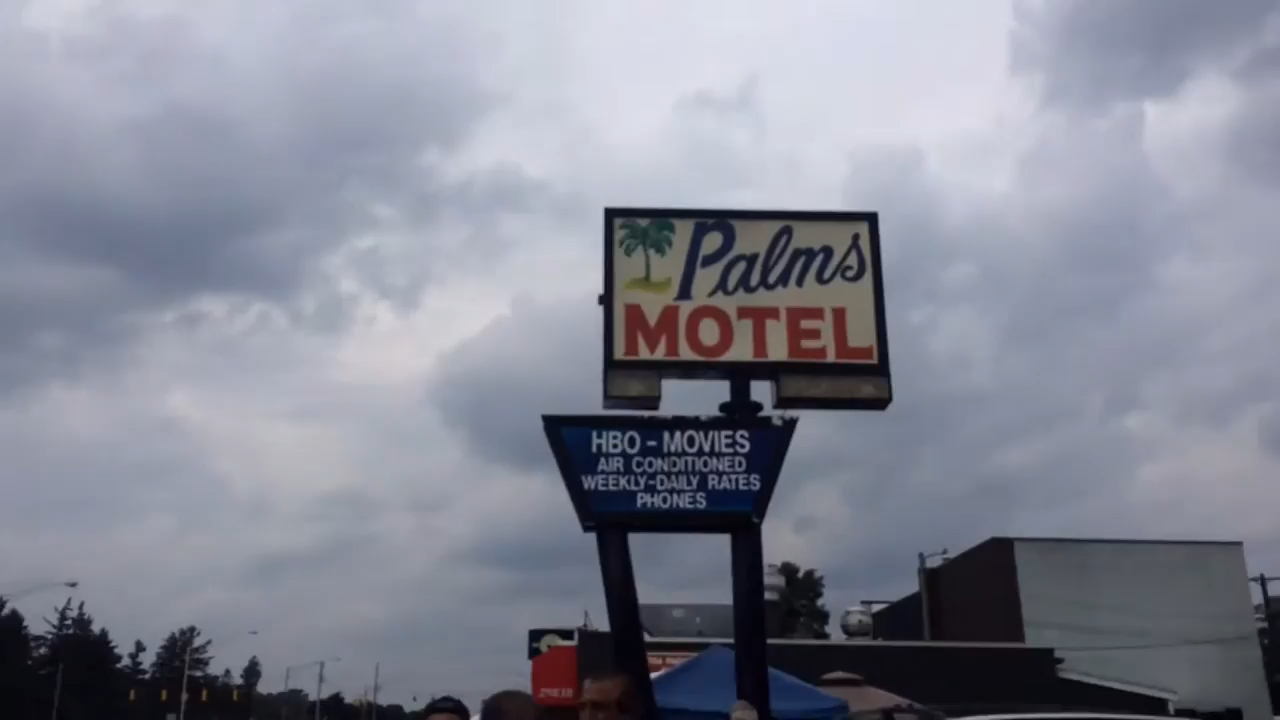 Palms
MOTEL
HBO - MOVIES
AIR CONDITIONED
WEEKLY-DAILY RATES
PHONES